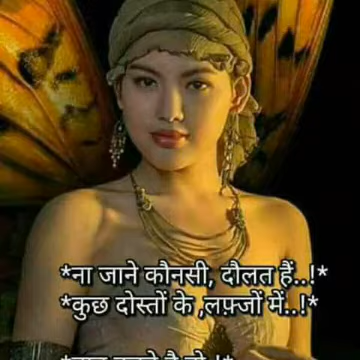 *ना जाने कौनसी, दौलत हैं..!*
*कुछ दोस्तों के ,लफ़्जों में..!*